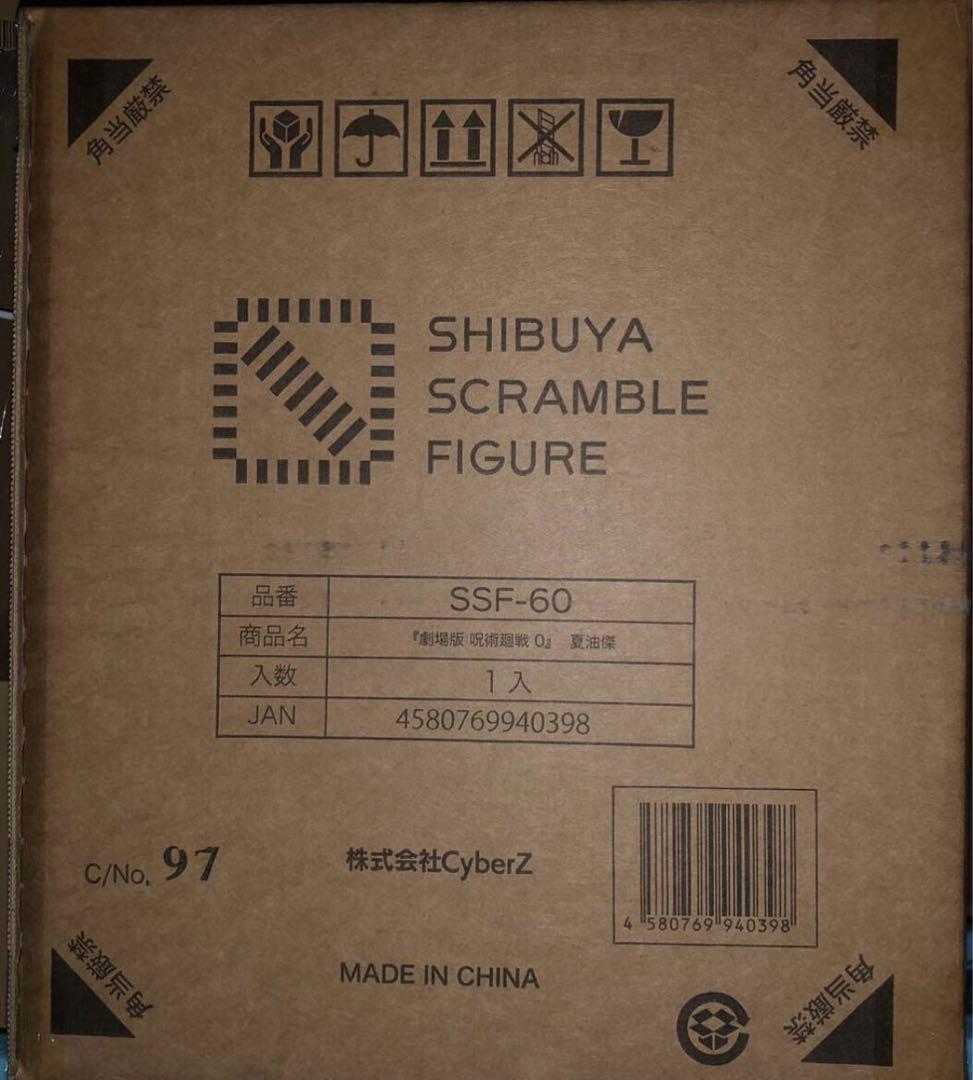 角当厳禁
角当厳禁
SHIBUYA
SCRAMBLE
FIGURE
品番 SSF-60
商品名 『劇場版 呪術廻戦 0』 夏油傑
入数 1入
JAN 4580769940398
C/No. 97
株式会社CyberZ
4 580769 940398
MADE IN CHINA
角当厳禁
角当厳禁